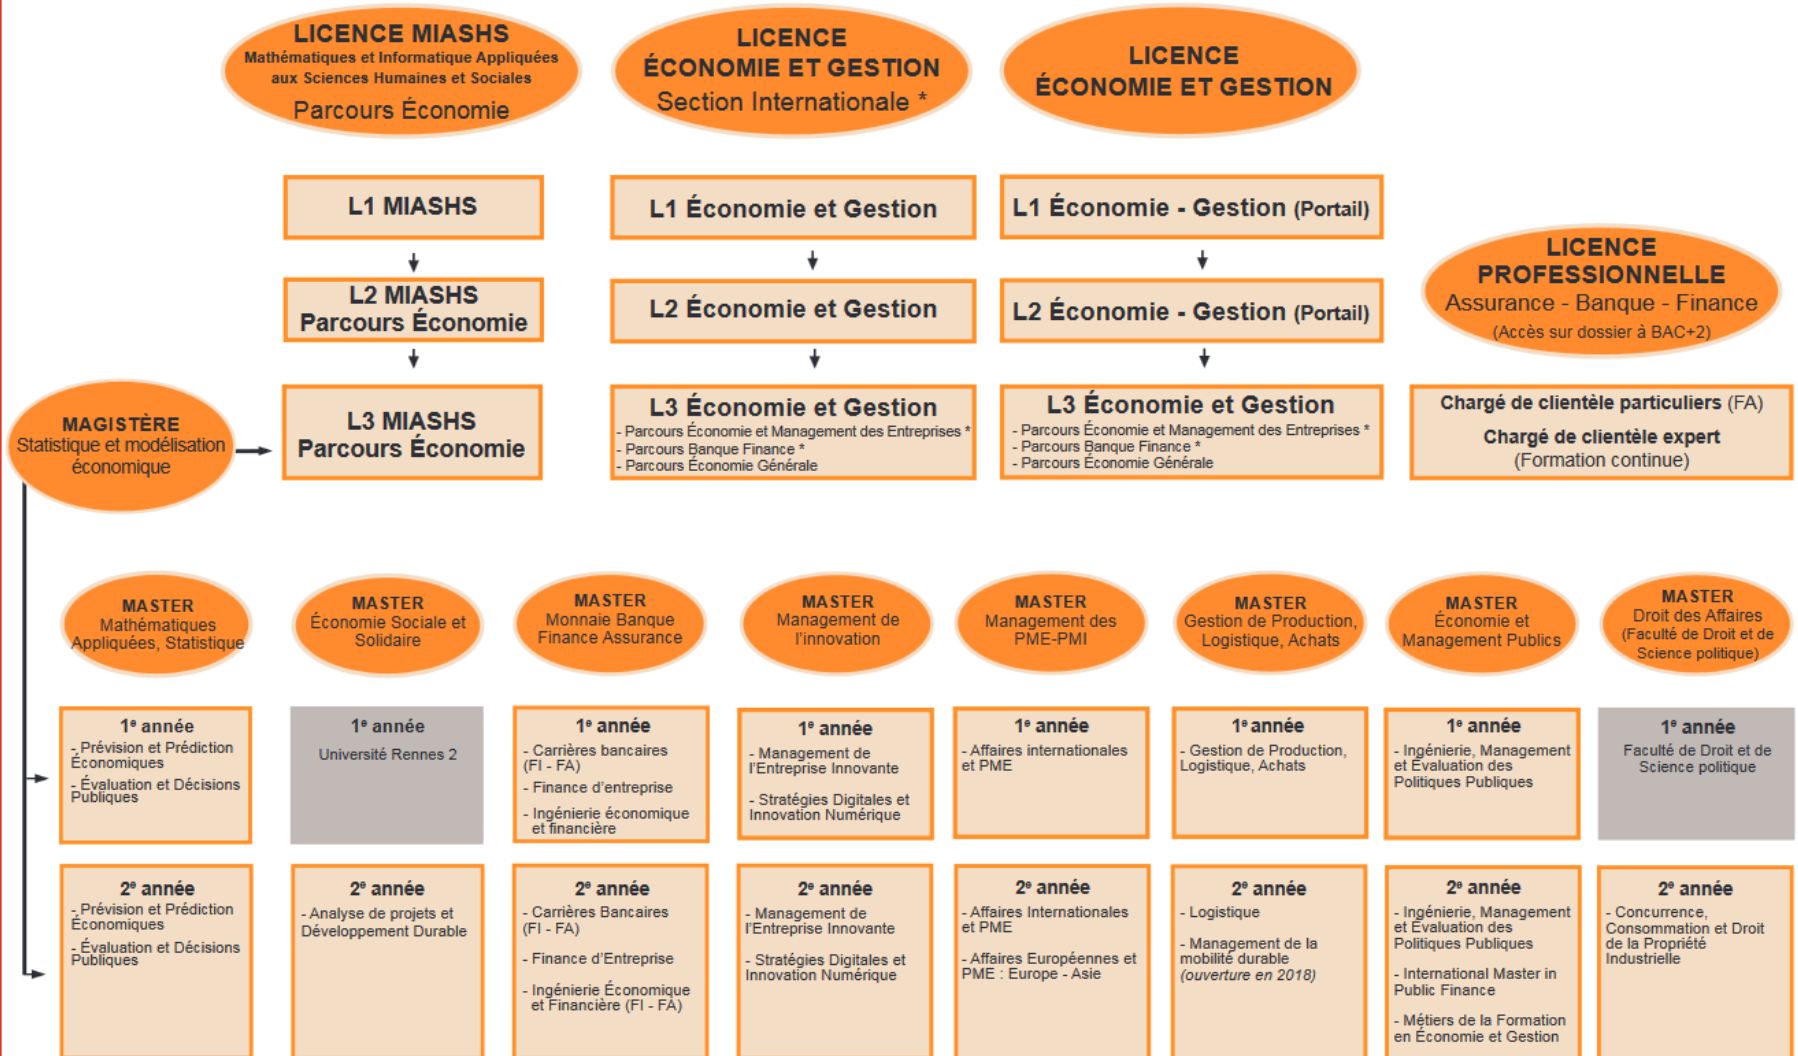 LICENCE MIASHS
Mathématiques et Informatique Appliquées
aux Sciences Humaines et Sociales
Parcours Économie
LICENCE
ÉCONOMIE ET GESTION
Section Internationale *
LICENCE
ÉCONOMIE ET GESTION
L1 MIASHS
L1 Économie et Gestion
L1 Économie - Gestion (Portail)
L2 MIASHS
Parcours Économie
L2 Économie et Gestion
L2 Économie - Gestion (Portail)
LICENCE
PROFESSIONNELLE
Assurance - Banque - Finance
(Accès sur dossier à BAC+2)
MAGISTÈRE
Statistique et modélisation
économique
L3 MIASHS
Parcours Économie
L3 Économie et Gestion
- Parcours Économie et Management des Entreprises *
- Parcours Banque Finance *
- Parcours Économie Générale
L3 Économie et Gestion
- Parcours Économie et Management des Entreprises *
- Parcours Banque Finance *
- Parcours Économie Générale
Chargé de clientèle particuliers (FA)
Chargé de clientèle expert
(Formation continue)
MASTER
Mathématiques
Appliquées, Statistique
MASTER
Économie Sociale et
Solidaire
MASTER
Monnaie Banque
Finance Assurance
MASTER
Management de
l'innovation
MASTER
Management des
PME-PMI
MASTER
Gestion de Production,
Logistique, Achats
MASTER
Économie et
Management Publics
MASTER
Droit des Affaires
(Faculté de Droit et de
Science politique)
1e année
- Prévision et Prédiction
Économiques
- Évaluation et Décisions
Publiques
1e année
Université Rennes 2
1e année
- Carrières bancaires
(FI - FA)
- Finance d'entreprise
- Ingénierie économique
et financière
1e année
- Management de
l'Entreprise Innovante
- Stratégies Digitales et
Innovation Numérique
1e année
- Affaires internationales
et PME
1e année
- Gestion de Production,
Logistique, Achats
1e année
- Ingénierie, Management
et Évaluation des
Politiques Publiques
1e année
Faculté de Droit et de
Science politique
2e année
- Prévision et Prédiction
Économiques
- Évaluation et Décisions
Publiques
2e année
- Analyse de projets et
Développement Durable
2e année
- Carrières Bancaires
(FI - FA)
- Finance d'Entreprise
- Ingénierie Économique
et Financière (FI - FA)
2e année
- Management de
l'Entreprise Innovante
- Stratégies Digitales et
Innovation Numérique
2e année
- Affaires Internationales
et PME
- Affaires Européennes et
PME : Europe - Asie
2e année
- Logistique
- Management de la
mobilité durable
(ouverture en 2018)
2e année
- Ingénierie, Management
et Évaluation des
Politiques Publiques
- International Master in
Public Finance
- Métiers de la Formation
en Économie et Gestion
2e année
- Concurrence,
Consommation et Droit
de la Propriété
Industrielle